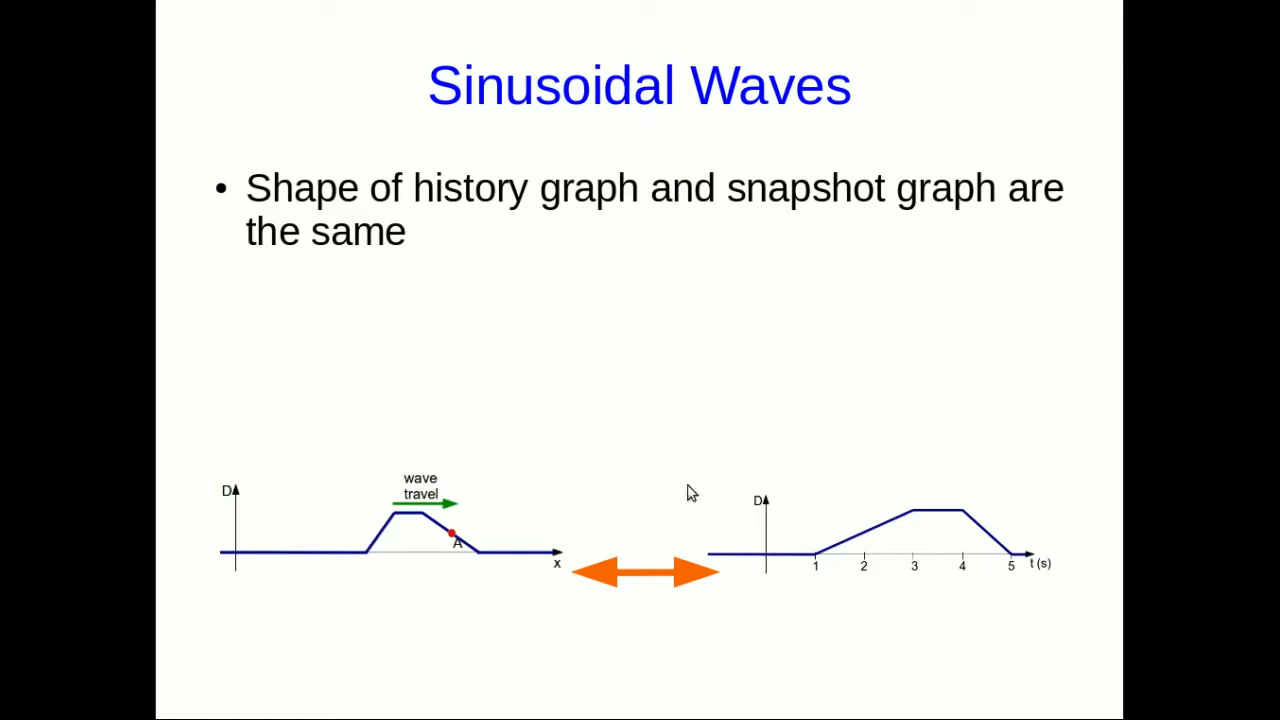 Sinusoidal Waves
• Shape of history graph and snapshot graph are
the same
wave
travel
D
A
x
D
1 2 3 4 5 t (s)